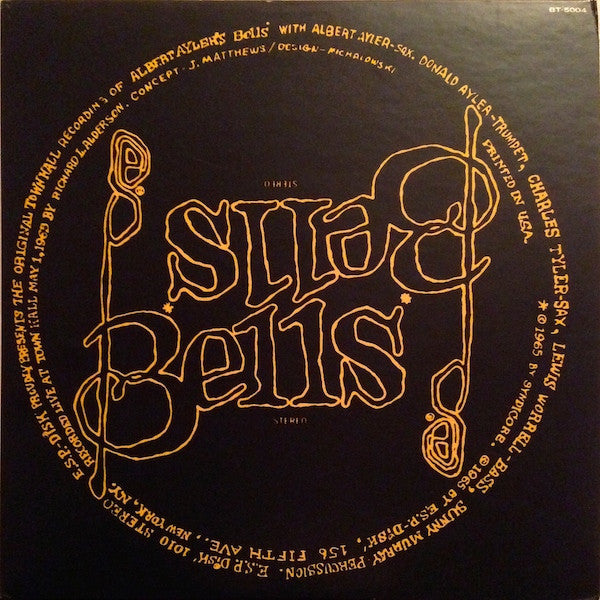 BT-5004
E.S.P.-DISK PROUDLY PRESENTS THE ORIGINAL TOWN HALL RECORDING OF ALBERT AYLER'S Bells* WITH ALBERT AYLER-SAX, DONALD AYLER-TRUMPET, CHARLES TYLER-SAX, LEWIS WORRELL-BASS, SUNNY MURRAY PERCUSSION. E.S.P. DISK' 1010 STEREO
RECORDED LIVE AT TOWN HALL MAY 1, 1965 BY RICHARD L. ALDERSON. CONCEPT-J. MATTHEWS/DESIGN-MICHALOWSKI
PRINTED IN U.S.A.
* © 1965 BY SYNDICORE © 1965 BY E.S.P.-DISK', 156 FIFTH AVE., NEW YORK, NY.
STEREO
Bells*
Bells*
STEREO